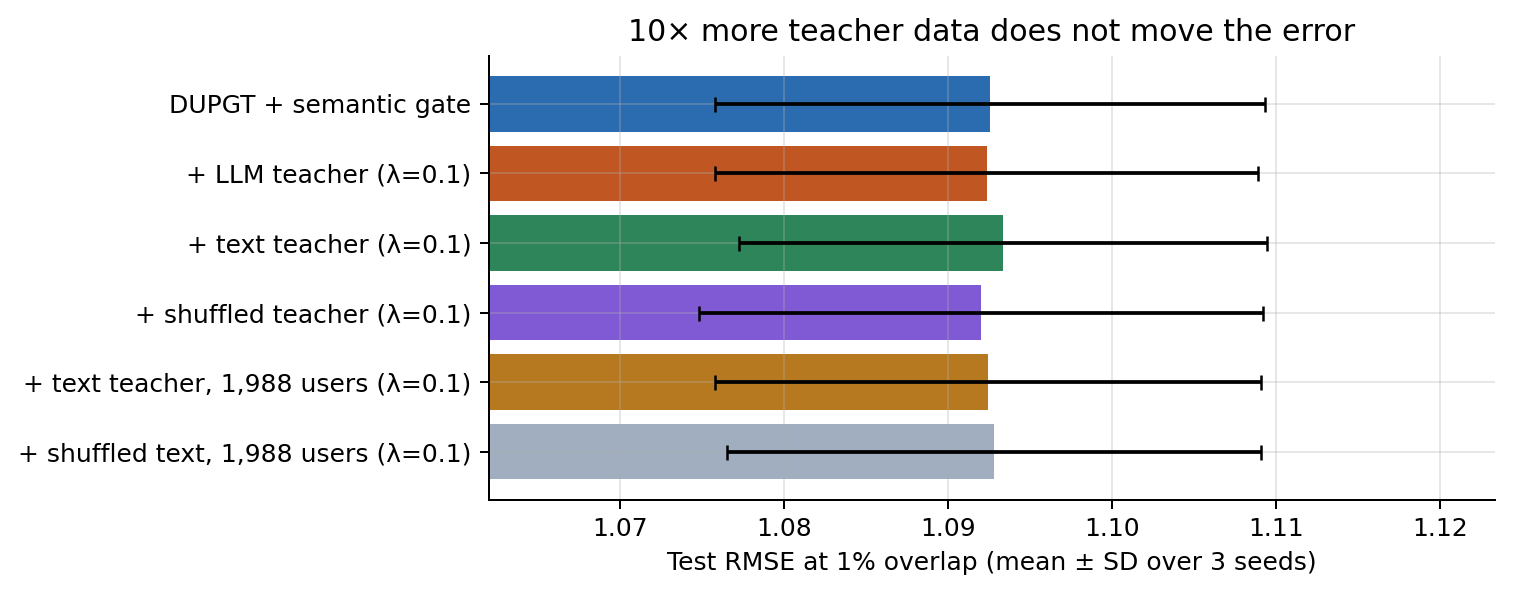 10× more teacher data does not move the error
DUPGT + semantic gate
+ LLM teacher (λ=0.1)
+ text teacher (λ=0.1)
+ shuffled teacher (λ=0.1)
+ text teacher, 1,988 users (λ=0.1)
+ shuffled text, 1,988 users (λ=0.1)
1.07 1.08 1.09 1.10 1.11 1.12
Test RMSE at 1% overlap (mean ± SD over 3 seeds)